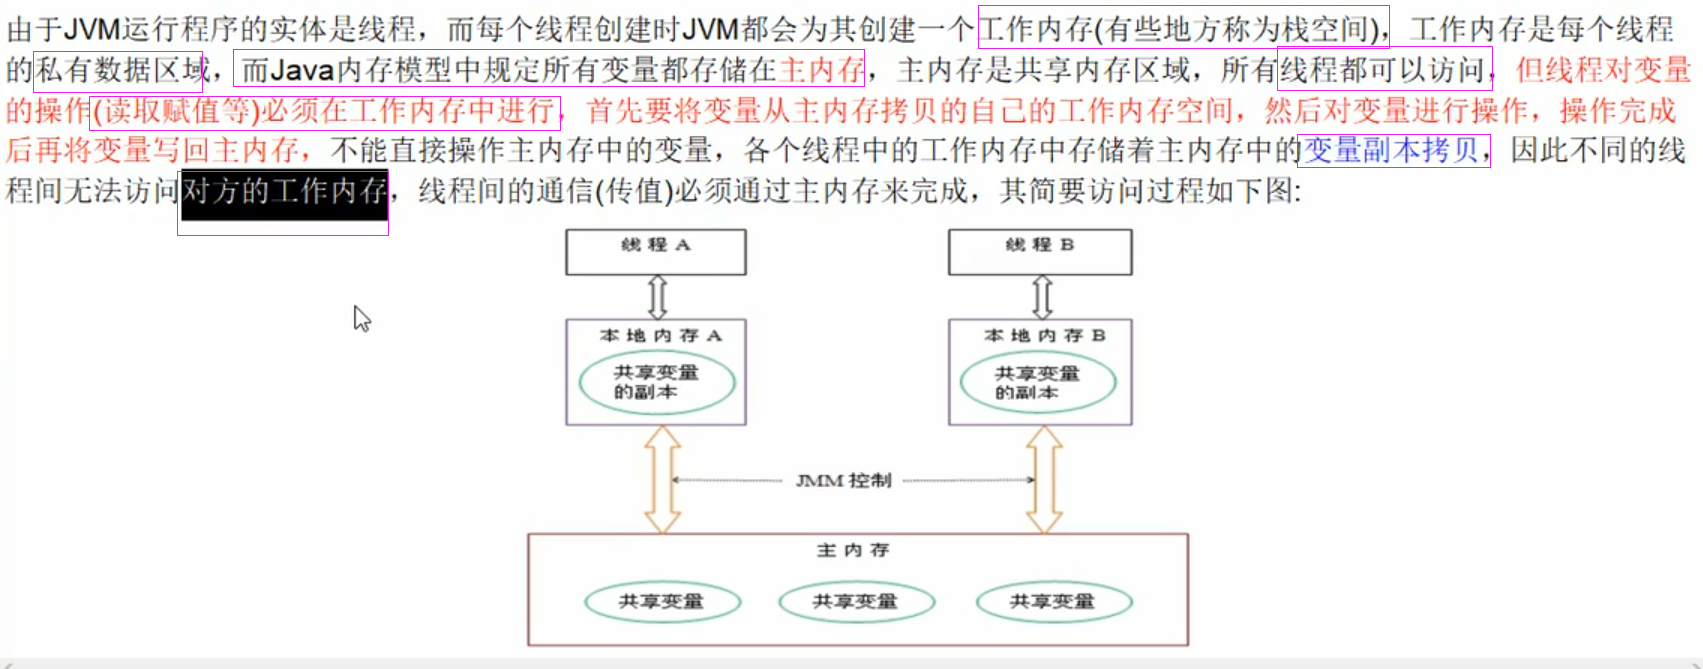 由于JVM运行程序的实体是线程，而每个线程创建时JVM都会为其创建一个工作内存(有些地方称为栈空间)，工作内存是每个线程
的私有数据区域，而Java内存模型中规定所有变量都存储在主内存，主内存是共享内存区域，所有线程都可以访问，但线程对变量
的操作(读取赋值等)必须在工作内存中进行，首先要将变量从主内存拷贝的自己的工作内存空间，然后对变量进行操作，操作完成
后再将变量写回主内存，不能直接操作主内存中的变量，各个线程中的工作内存中存储着主内存中的变量副本拷贝，因此不同的线
程间无法访问对方的工作内存，线程间的通信(传值)必须通过主内存来完成，其简要访问过程如下图:
线程A
线程B
本地内存A
本地内存B
共享变量
的副本
共享变量
的副本
JMM 控制
主内存
共享变量
共享变量
共享变量